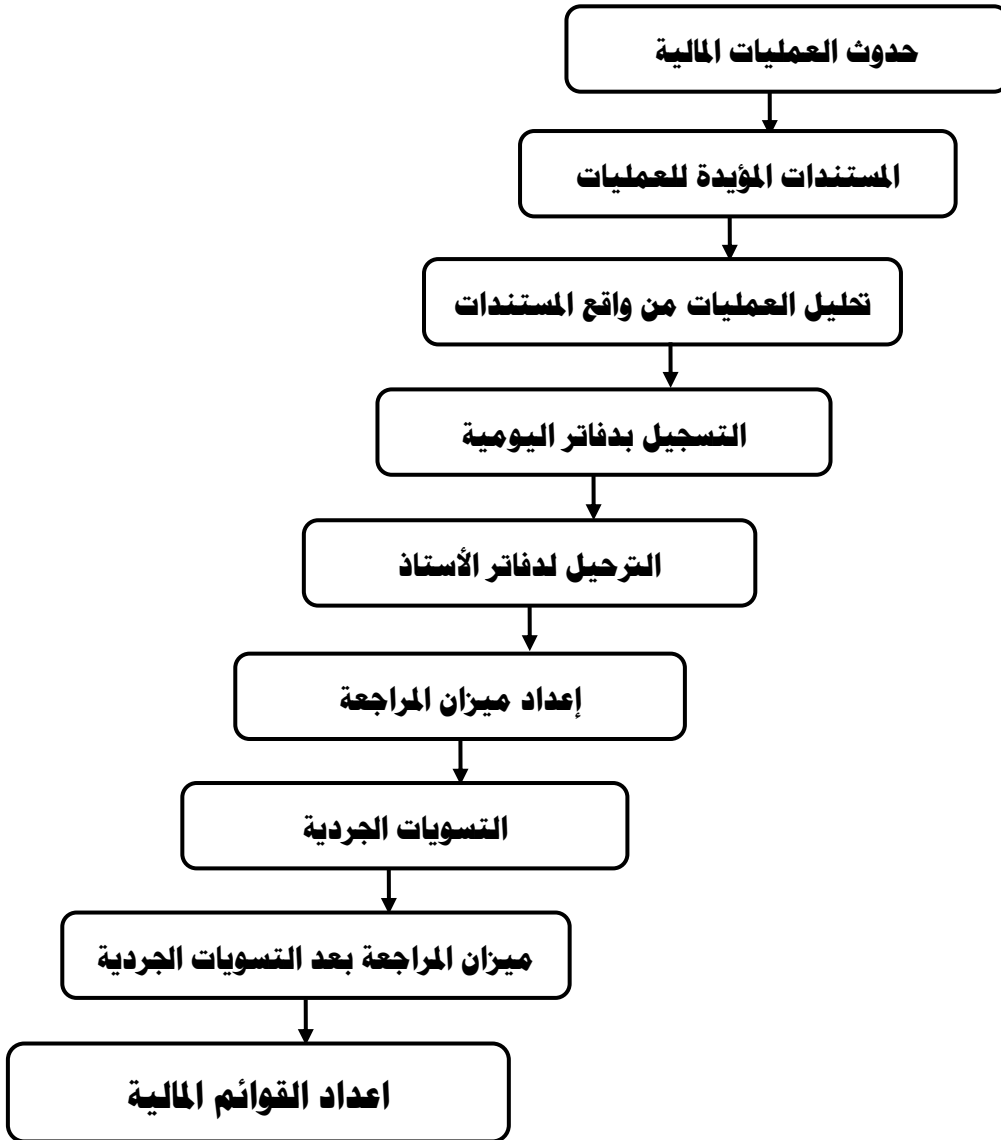 حدوث العمليات المالية
المستندات المؤيدة للعمليات
تحليل العمليات من واقع المستندات
التسجيل بدفاتر اليومية
الترحيل لدفاتر الأستاذ
إعداد ميزان المراجعة
التسويات الجردية
ميزان المراجعة بعد التسويات الجردية
اعداد القوائم المالية